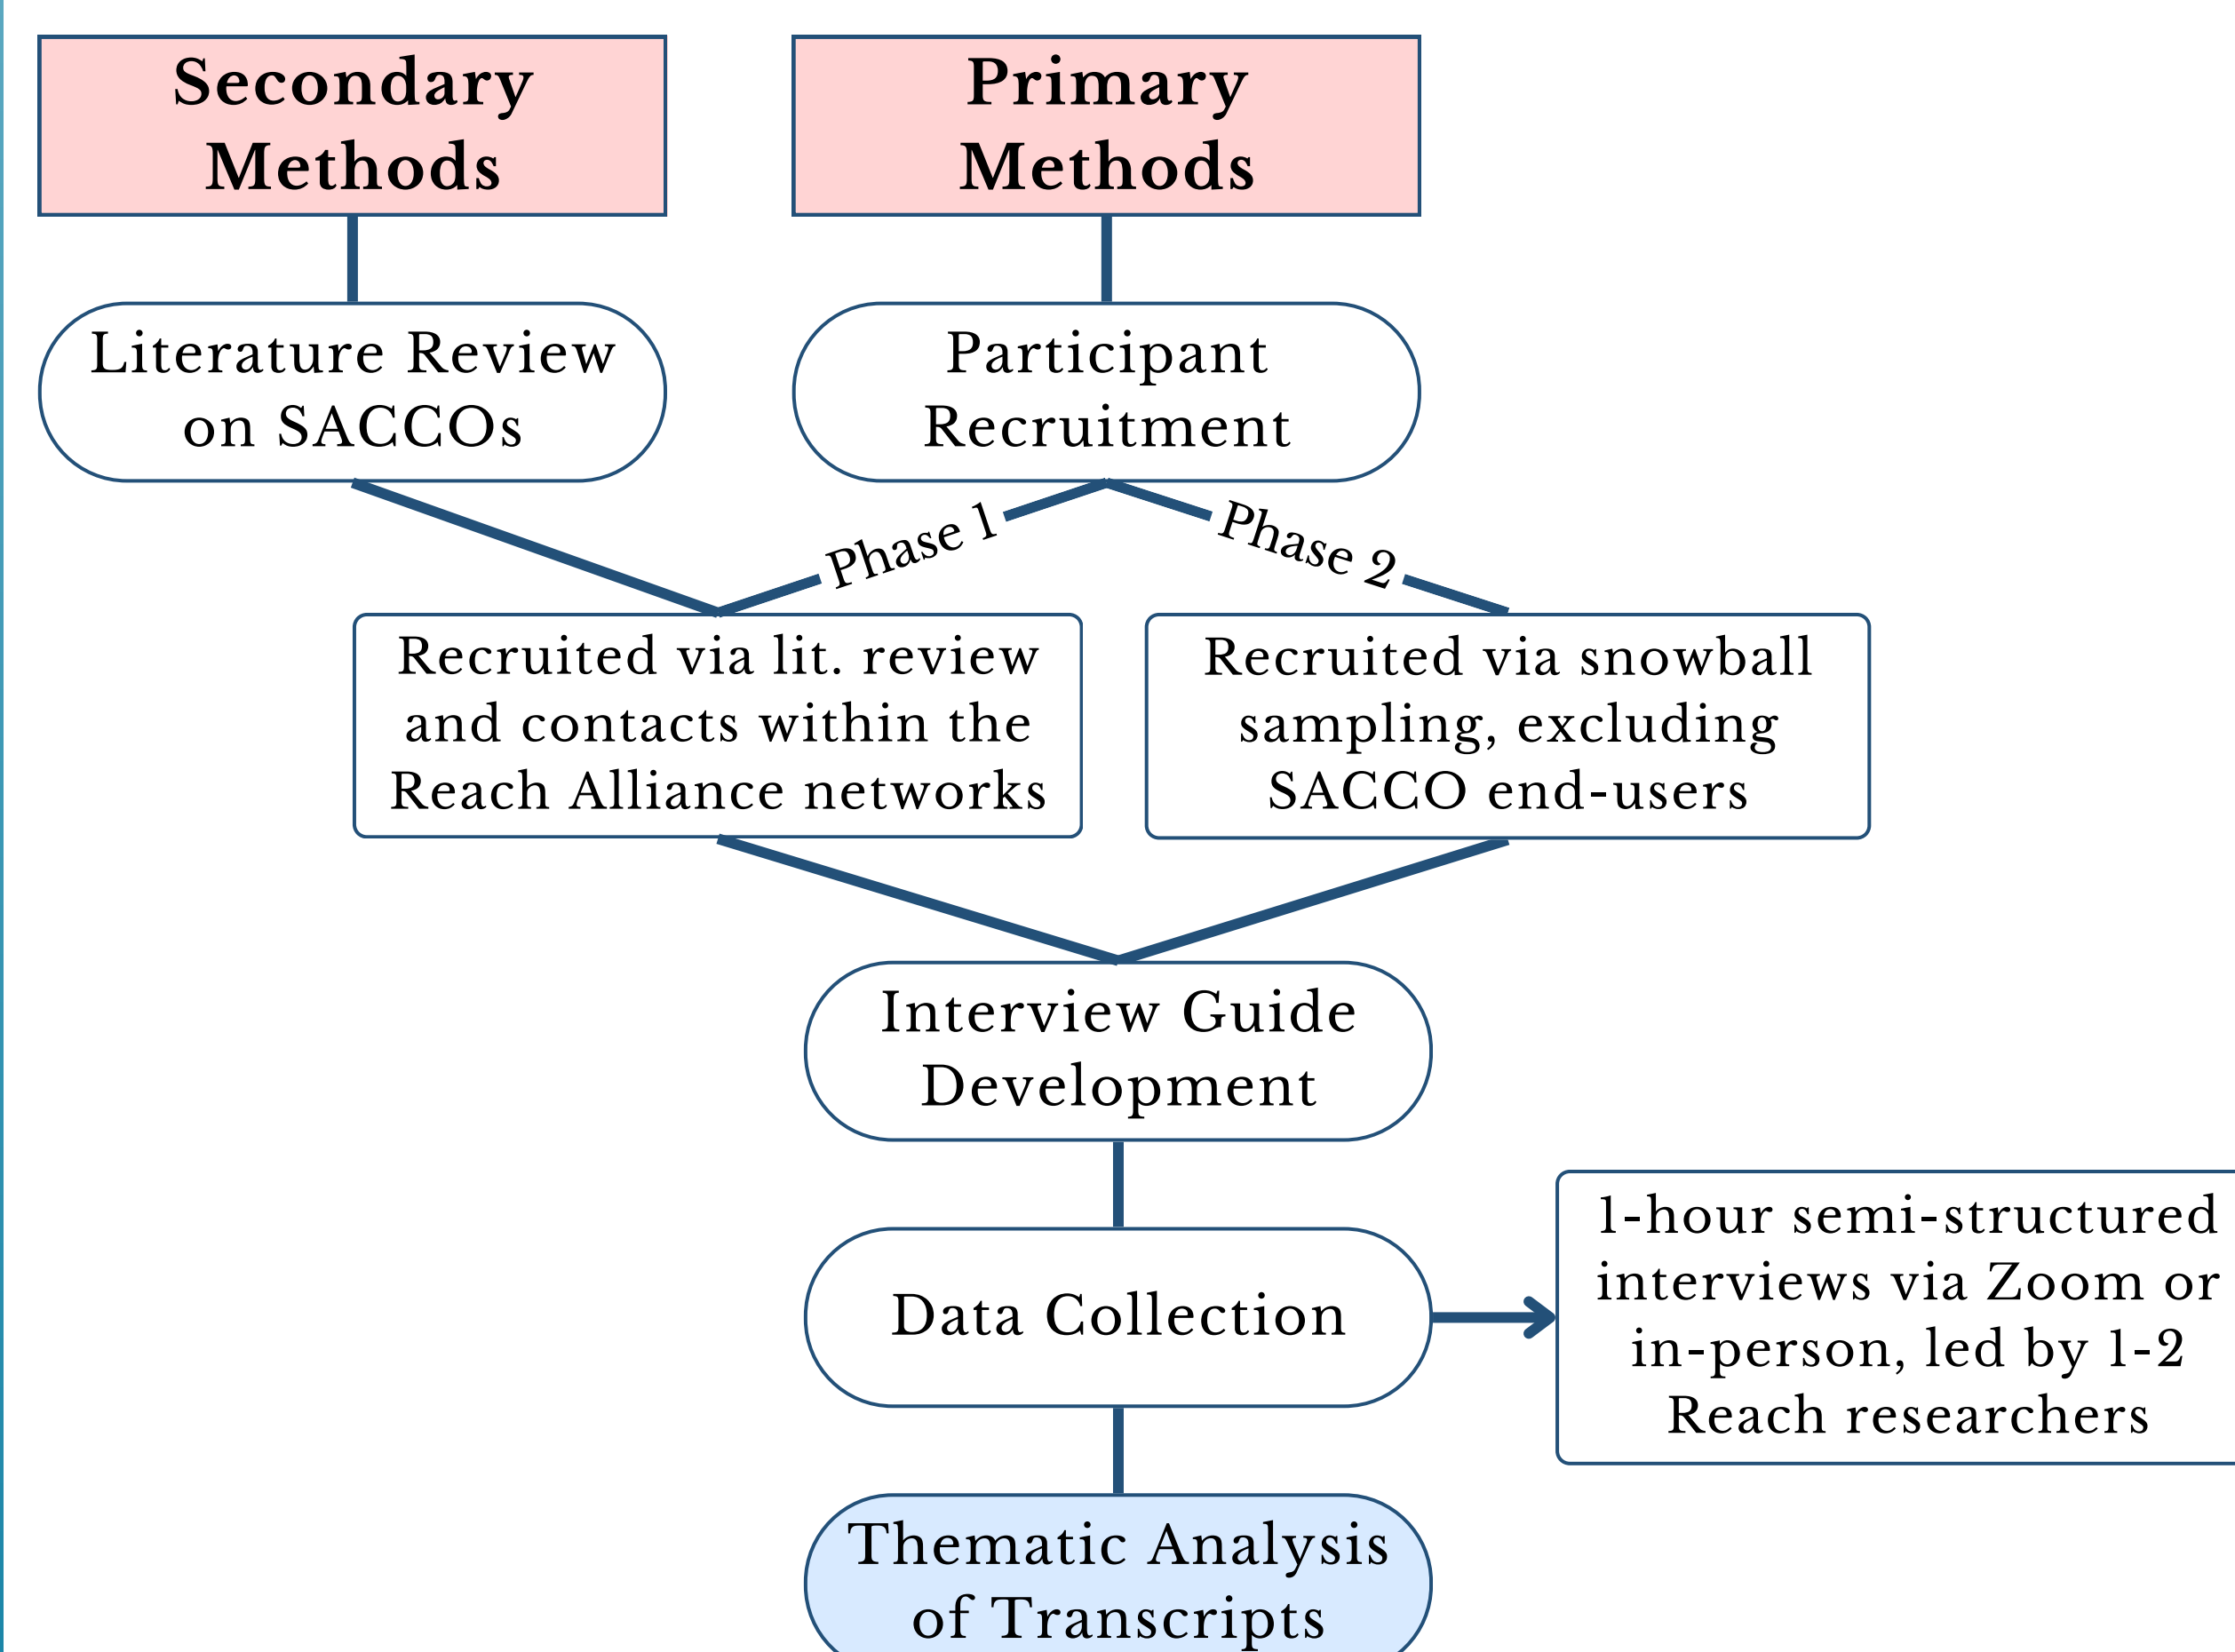 Secondary
Methods
Primary
Methods
Literature Review
on SACCOs
Participant
Recruitment
Phase 1
Phase 2
Recruited via lit. review
and contacts within the
Reach Alliance networks
Recruited via snowball
sampling, excluding
SACCO end-users
Interview Guide
Development
Data Collection
1-hour semi-structured
interviews via Zoom or
in-person, led by 1-2
Reach researchers
Thematic Analysis
of Transcripts